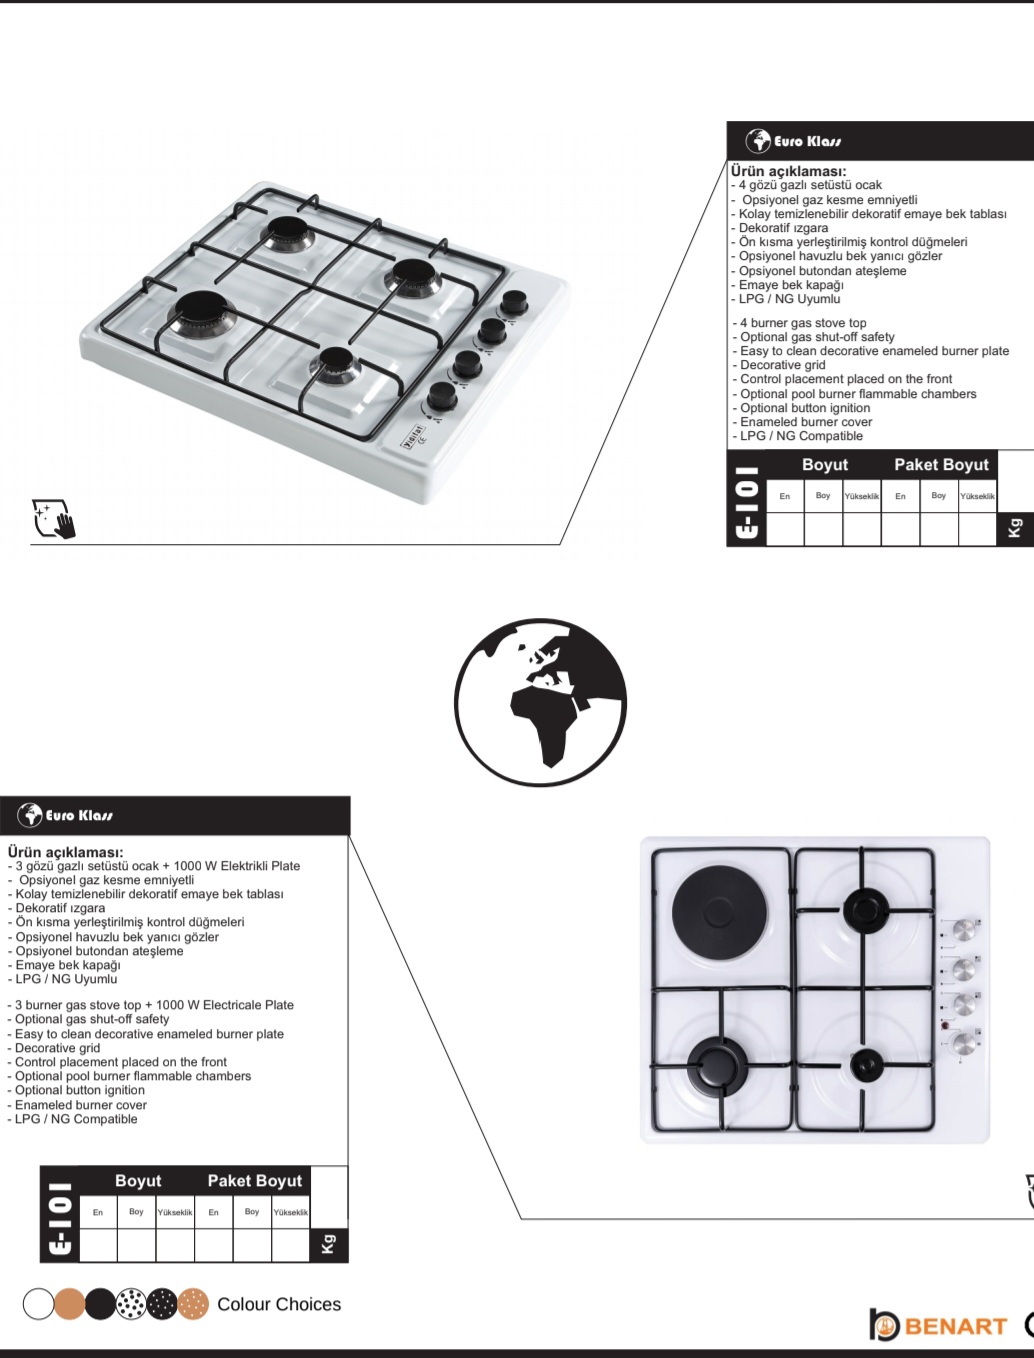 Euro Klass
Ürün açıklaması:
- 4 gözü gazlı setüstü ocak
- Opsiyonel gaz kesme emniyetli
- Kolay temizlenebilir dekoratif emaye bek tablası
- Dekoratif ızgara
- Ön kısma yerleştirilmiş kontrol düğmeleri
- Opsiyonel havuzlu bek yanıcı gözler
- Opsiyonel butondan ateşleme
- Emaye bek kapağı
- LPG / NG Uyumlu
- 4 burner gas stove top
- Optional gas shut-off safety
- Easy to clean decorative enameled burner plate
- Decorative grid
- Control placement placed on the front
- Optional pool burner flammable chambers
- Optional button ignition
- Enameled burner cover
- LPG / NG Compatible
E-101
Boyut Paket Boyut
En Boy Yükseklik En Boy Yükseklik
Kg
CE
Euro Klass
Ürün açıklaması:
- 3 gözü gazlı setüstü ocak + 1000 W Elektrikli Plate
- Opsiyonel gaz kesme emniyetli
- Kolay temizlenebilir dekoratif emaye bek tablası
- Dekoratif ızgara
- Ön kısma yerleştirilmiş kontrol düğmeleri
- Opsiyonel havuzlu bek yanıcı gözler
- Opsiyonel butondan ateşleme
- Emaye bek kapağı
- LPG / NG Uyumlu
- 3 burner gas stove top + 1000 W Electricale Plate
- Optional gas shut-off safety
- Easy to clean decorative enameled burner plate
- Decorative grid
- Control placement placed on the front
- Optional pool burner flammable chambers
- Optional button ignition
- Enameled burner cover
- LPG / NG Compatible
E-101
Boyut Paket Boyut
En Boy Yükseklik En Boy Yükseklik
Kg
Colour Choices
BENART